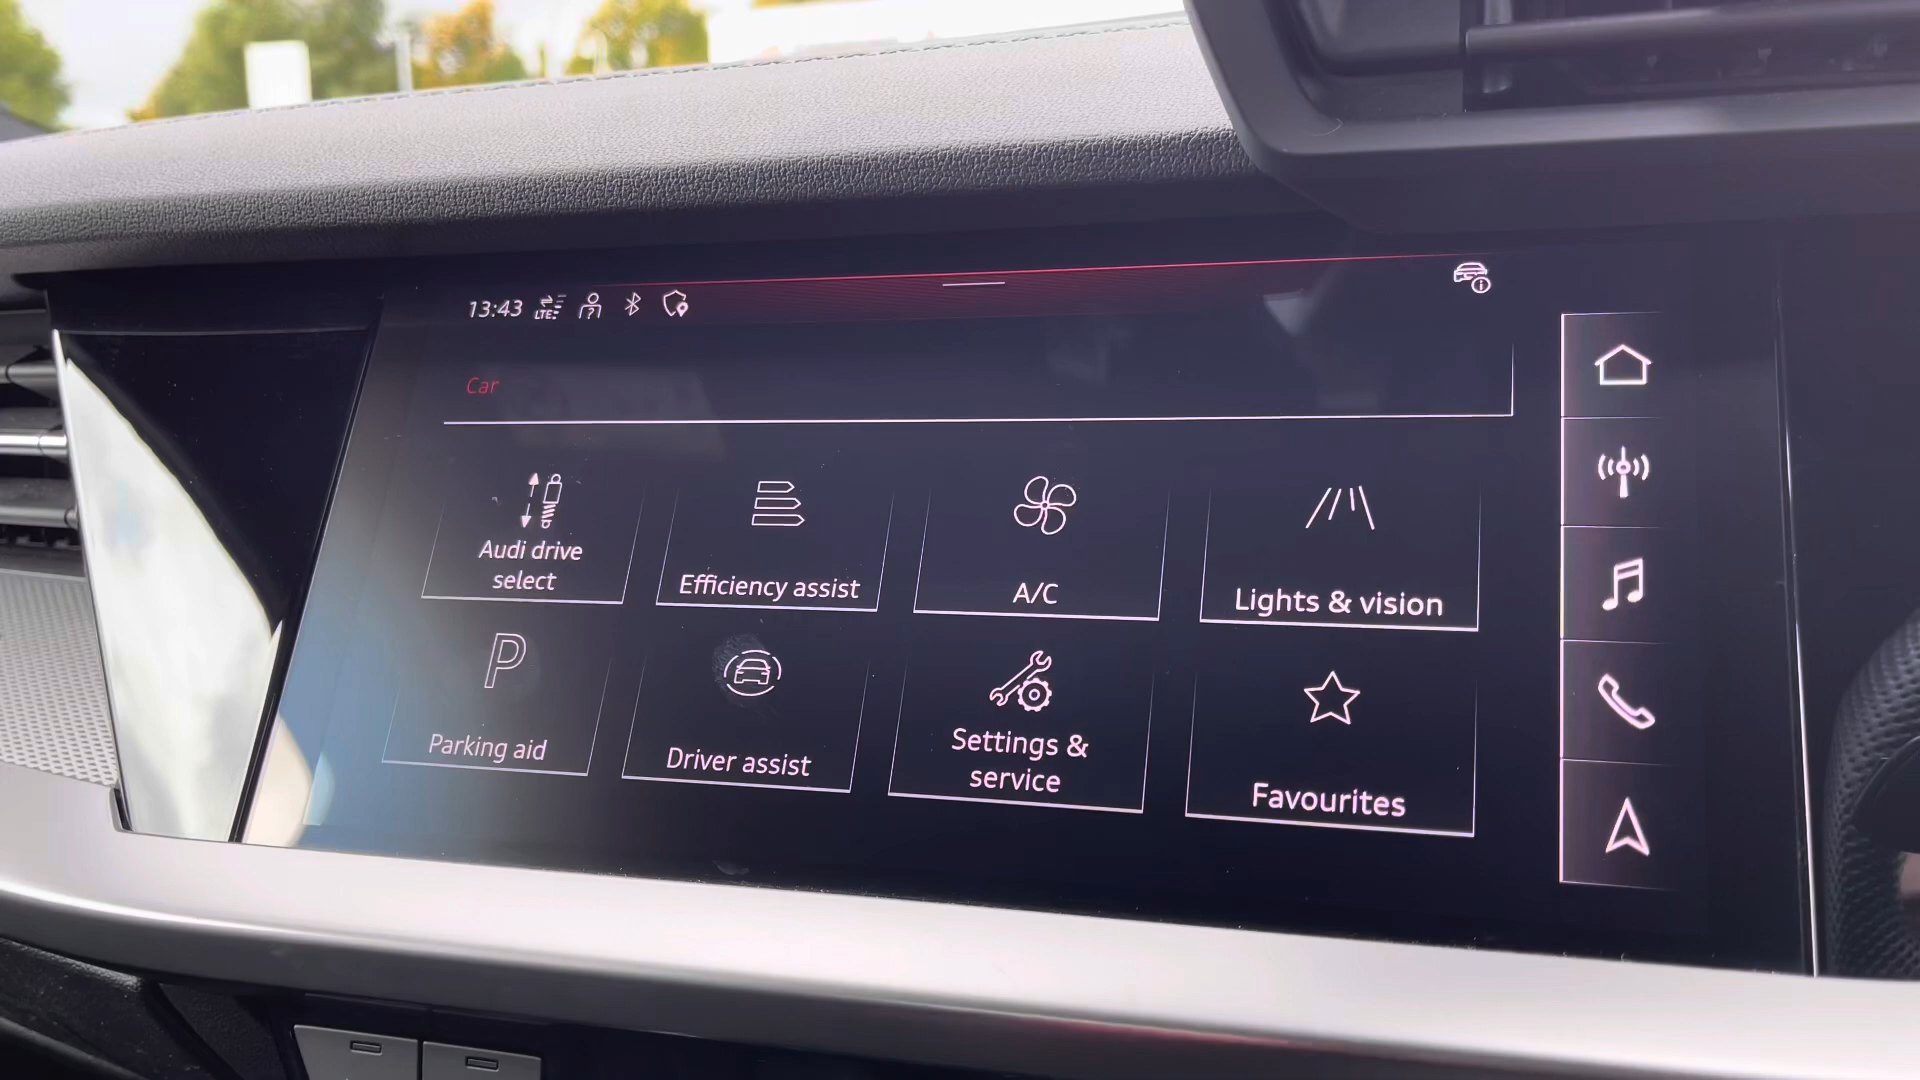 13:43 LTE
Car
Audi drive
select
Efficiency assist
A/C
Lights & vision
P
Parking aid
Driver assist
Settings &
service
Favourites